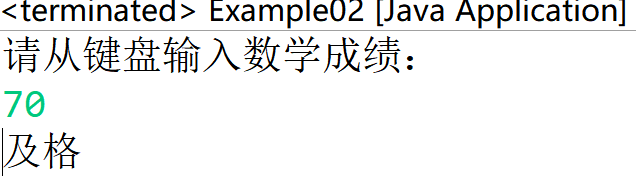 <terminated> Example02 [Java Application]
请从键盘输入数学成绩：
70
及格